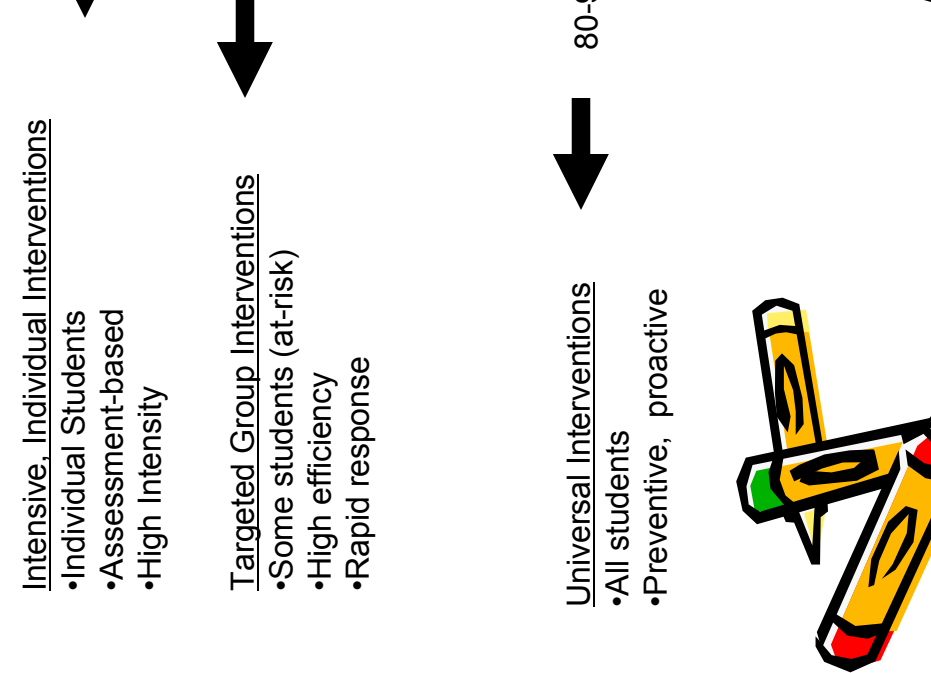 Intensive, Individual Interventions
•Individual Students
•Assessment-based
•High Intensity
Targeted Group Interventions
•Some students (at-risk)
•High efficiency
•Rapid response
Universal Interventions
•All students
•Preventive, proactive